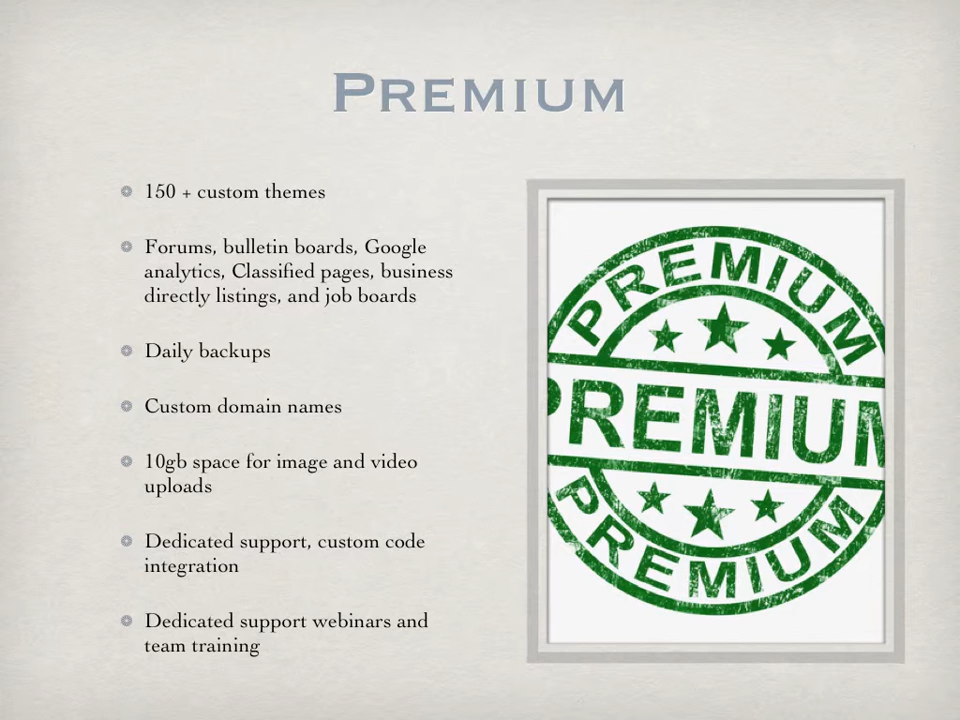 PREMIUM
150 + custom themes
Forums, bulletin boards, Google
analytics, Classified pages, business
directly listings, and job boards
Daily backups
Custom domain names
10gb space for image and video
uploads
Dedicated support, custom code
integration
Dedicated support webinars and
team training
PREMIUM
PREMIUM
PREMIUM